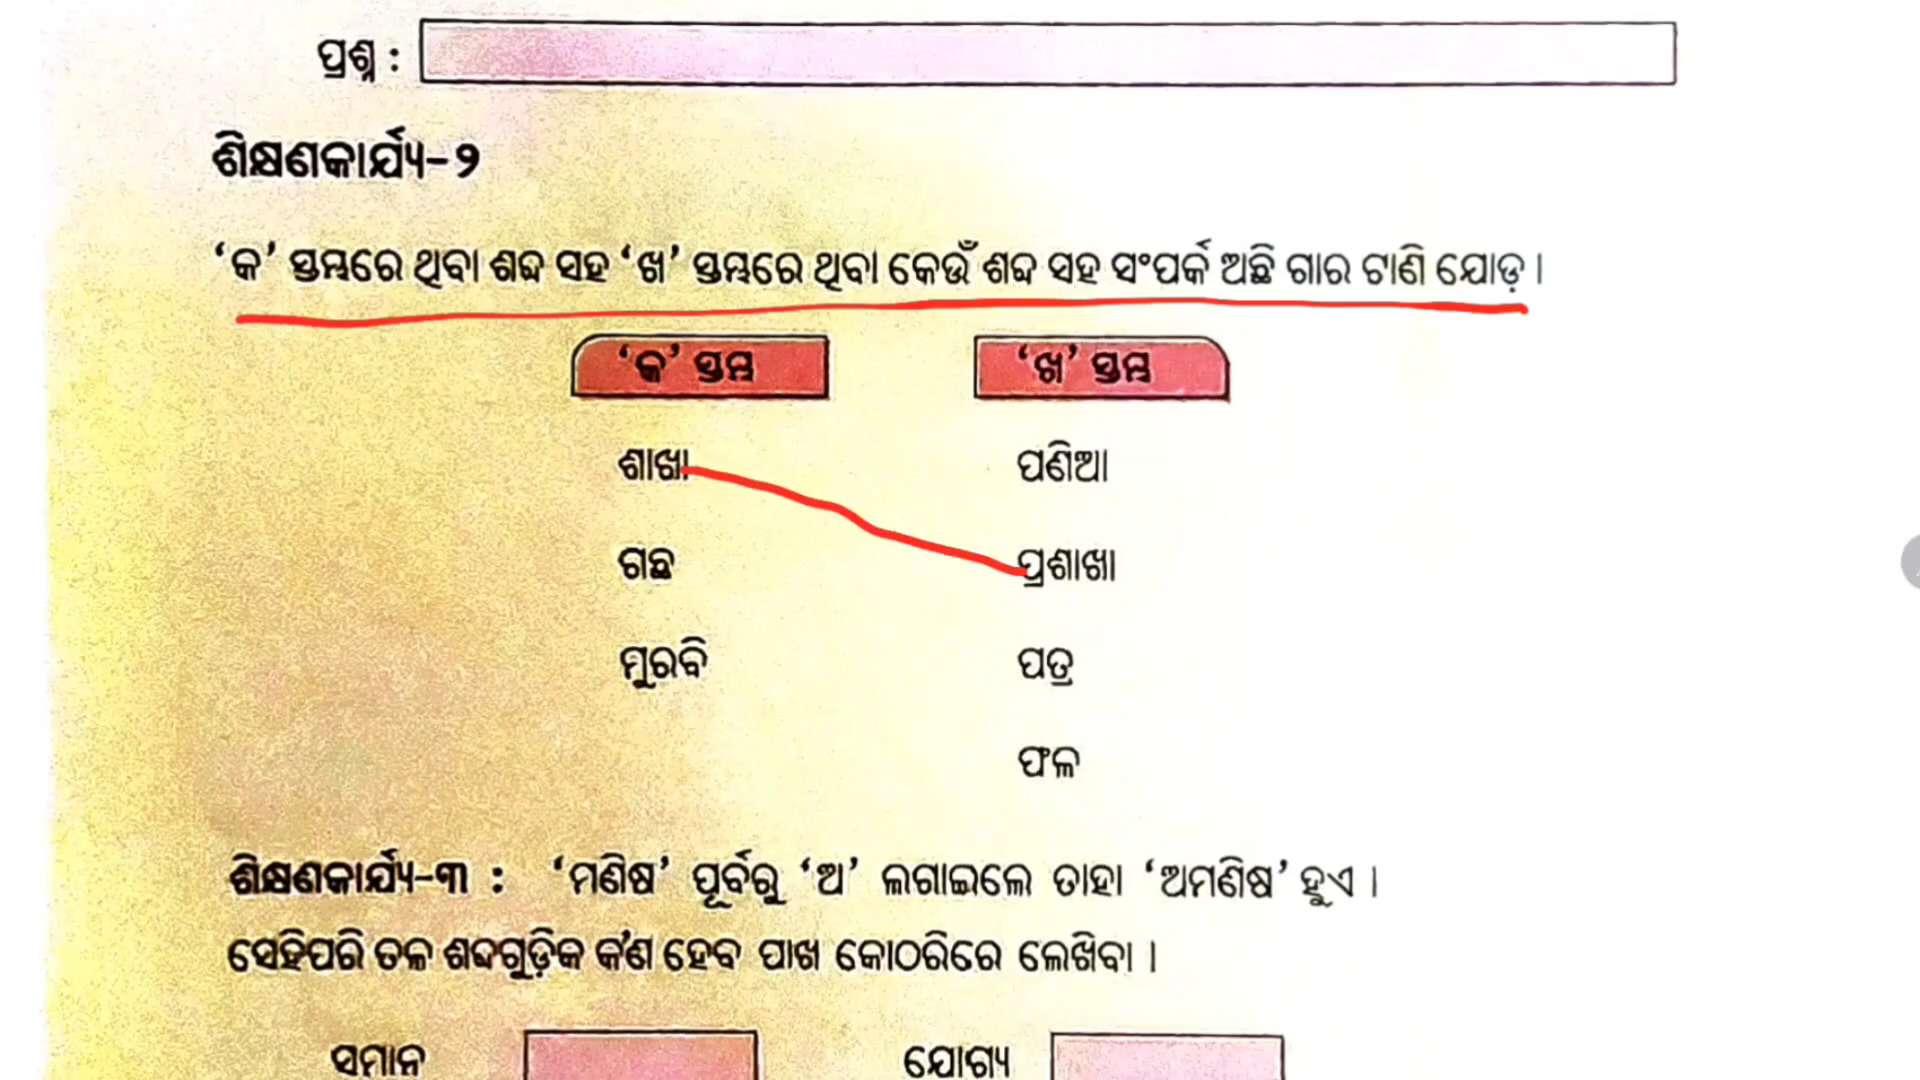 ପ୍ରଶ୍ନ :
ଶିକ୍ଷଣକାର୍ଯ୍ୟ-୨
‘କ’ ସ୍ତମ୍ଭରେ ଥିବା ଶବ୍ଦ ସହ ‘ଖ’ ସ୍ତମ୍ଭରେ ଥିବା କେଉଁ ଶବ୍ଦ ସହ ସଂପର୍କ ଅଛି ଗାର ଟାଣି ଯୋଡ଼ ।
‘କ’ ସ୍ତମ୍ଭ ‘ଖ’ ସ୍ତମ୍ଭ
ଶାଖା ପଣିଆ
ଗଛ ପ୍ରଶାଖା
ମୁରବି ପତ୍ର
ଫଳ
ଶିକ୍ଷଣକାର୍ଯ୍ୟ-୩ : ‘ମଣିଷ’ ପୂର୍ବରୁ ‘ଅ’ ଲଗାଇଲେ ତାହା ‘ଅମଣିଷ’ ହୁଏ ।
ସେହିପରି ତଳ ଶବ୍ଦଗୁଡ଼ିକ କ’ଣ ହେବ ପାଖ କୋଠରିରେ ଲେଖିବା ।
ସମାନ ଯୋଗ୍ୟ